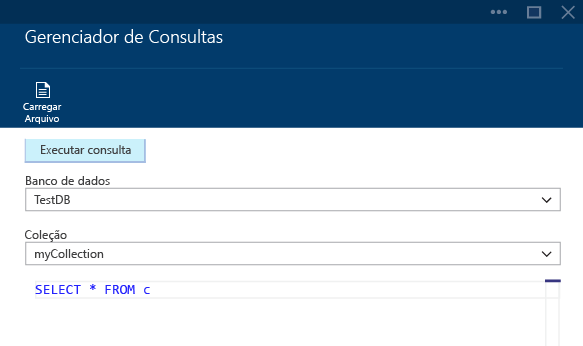 Gerenciador de Consultas
Carregar
Arquivo
Executar consulta
Banco de dados
TestDB
Coleção
myCollection
SELECT * FROM c